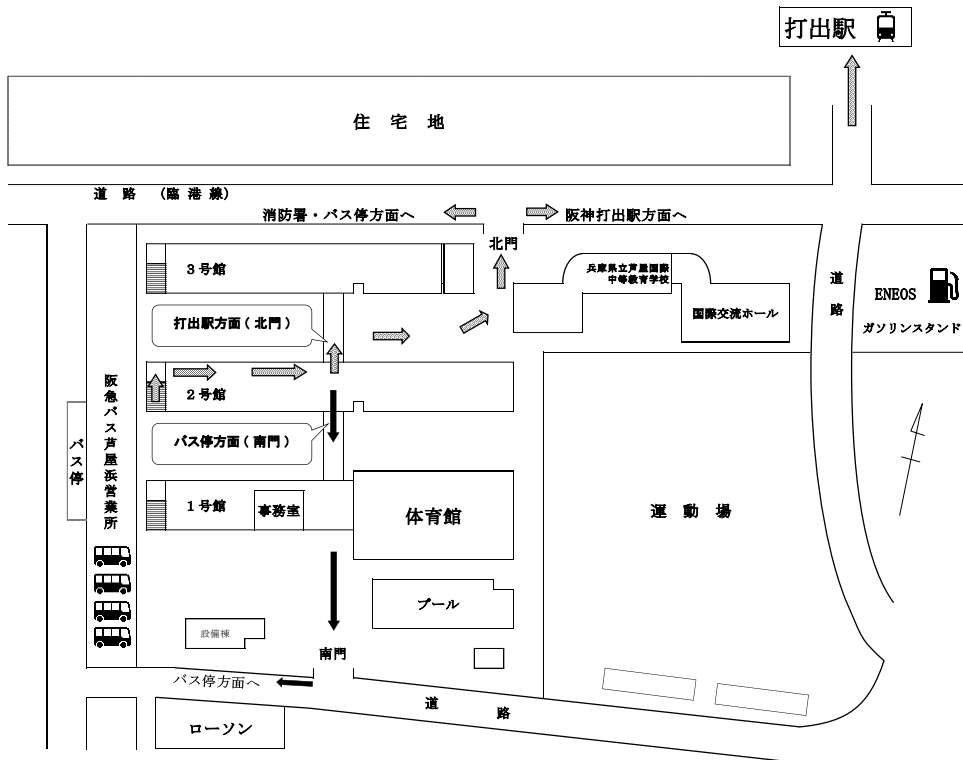 打出駅
住宅地
道路 (臨港線)
消防署・バス停方面へ
阪神打出駅方面へ
北門
3号館
兵庫県立芦屋国際
中等教育学校
道路
ENEOS
ガソリンスタンド
国際交流ホール
打出駅方面(北門)
2号館
阪急バス芦屋浜営業所
バス停
バス停方面(南門)
1号館
事務室
体育館
運動場
プール
設備棟
南門
バス停方面へ
道路
ローソン